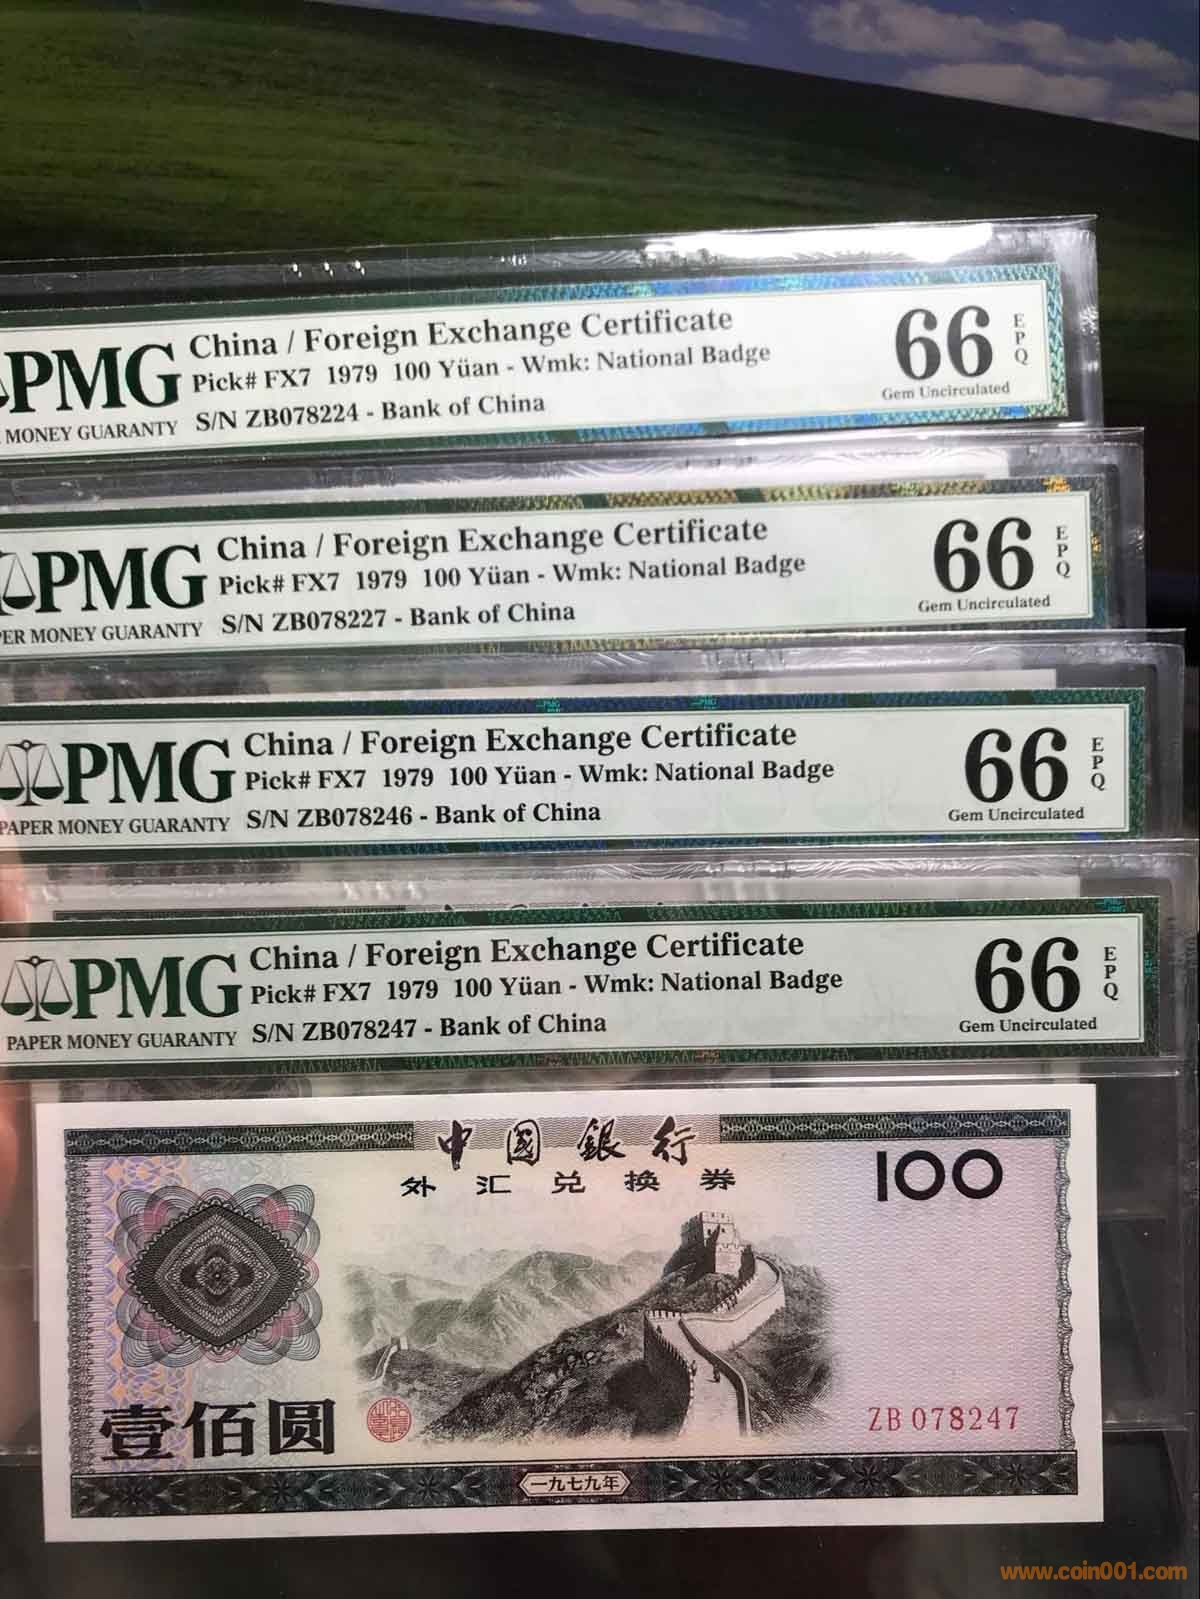 PMG
MONEY GUARANTY
China / Foreign Exchange Certificate
Pick# FX7 1979 100 Yüan - Wmk: National Badge
S/N ZB078224 - Bank of China
66
EPQ
Gem Uncirculated
PMG
PER MONEY GUARANTY
China / Foreign Exchange Certificate
Pick# FX7 1979 100 Yüan - Wmk: National Badge
S/N ZB078227 - Bank of China
66
EPQ
Gem Uncirculated
PMG
PAPER MONEY GUARANTY
China / Foreign Exchange Certificate
Pick# FX7 1979 100 Yüan - Wmk: National Badge
S/N ZB078246 - Bank of China
66
EPQ
Gem Uncirculated
PMG
PAPER MONEY GUARANTY
China / Foreign Exchange Certificate
Pick# FX7 1979 100 Yüan - Wmk: National Badge
S/N ZB078247 - Bank of China
66
EPQ
Gem Uncirculated
中國銀行
外汇兑换券
100
壹佰圆
ZB 078247
一九七九年
www.coin001.com